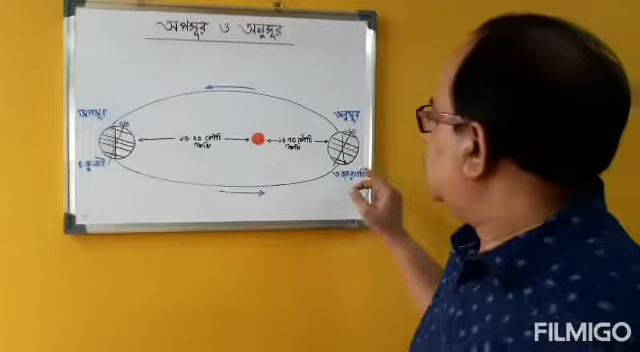 অপসূর ও অনুসূর
অপসূর
অনুসূর
১৫·২০ কোটি
কিমি
১৪·৭০ কোটি
কিমি
৪ জুলাই
৩ জানুয়ারি
FILMIGO